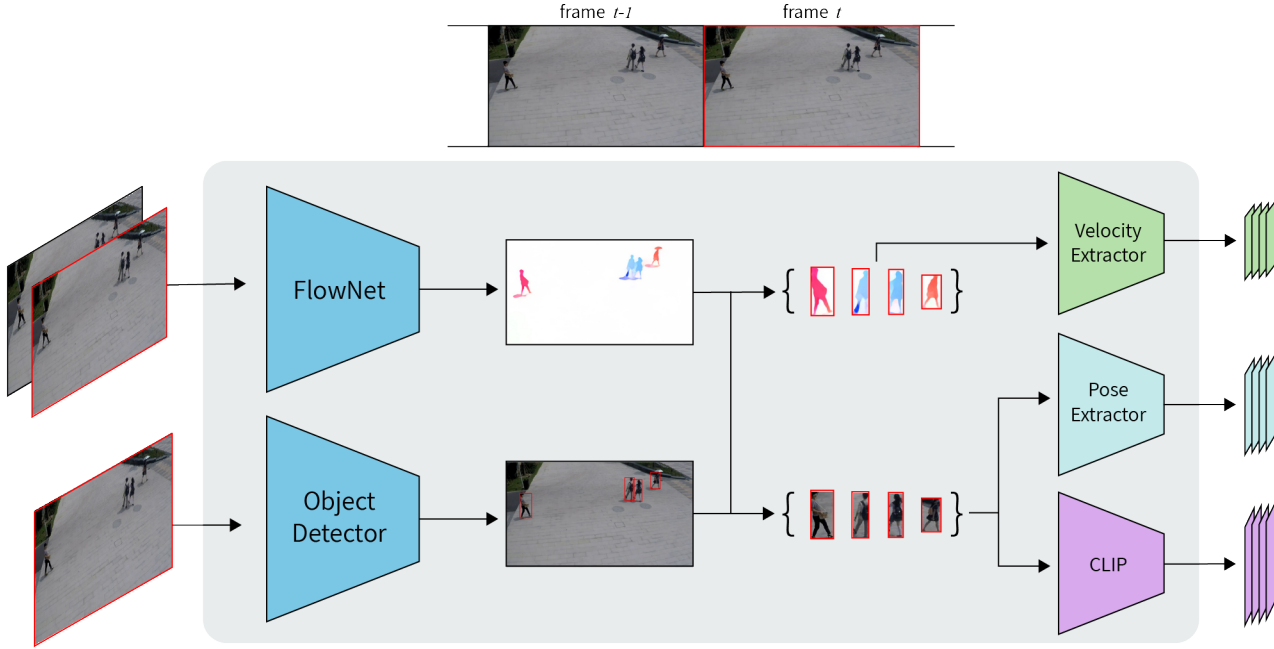 frame t-1
frame t
FlowNet
Velocity
Extractor
{ }
Pose
Extractor
Object
Detector
{ }
CLIP